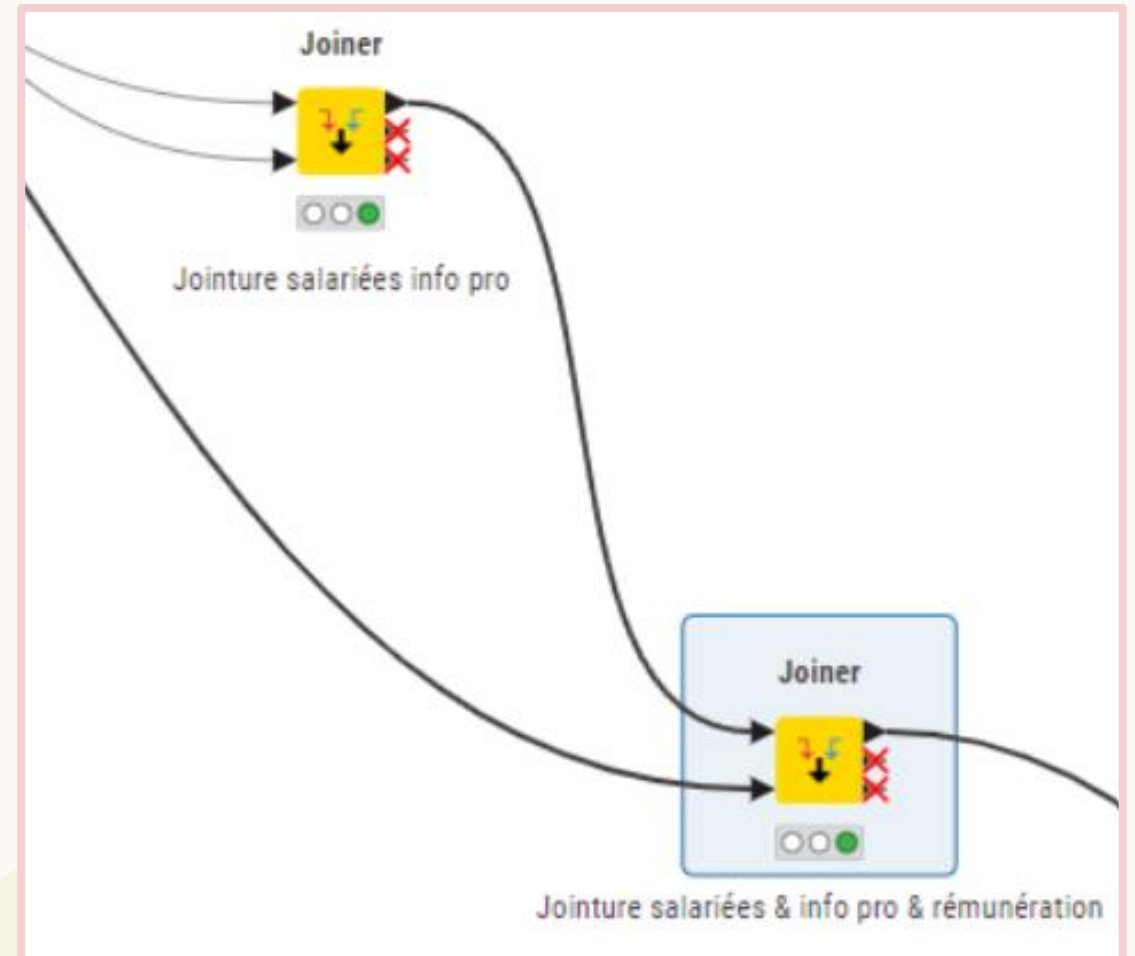 Joiner
Jointure salariées info pro
Joiner
Jointure salariées & info pro & rémunération